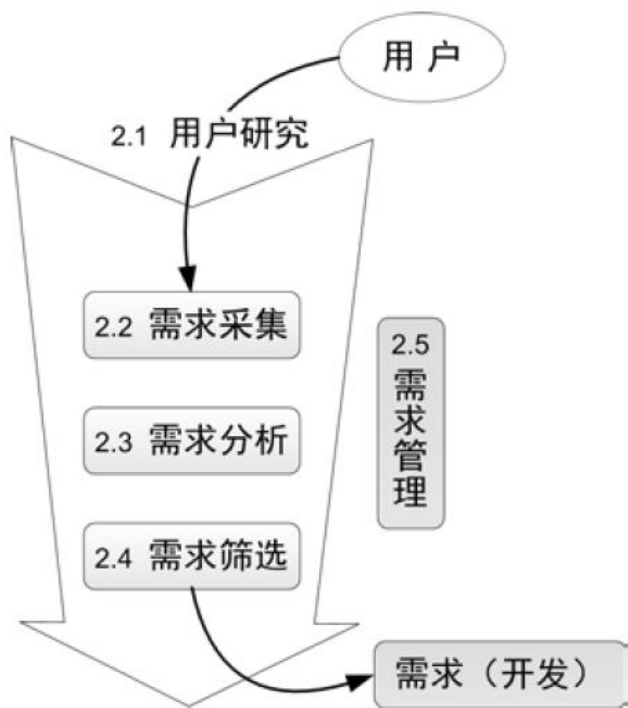 用 户
2.1 用户研究
2.2 需求采集
2.5
需求管理
2.3 需求分析
2.4 需求筛选
需求（开发）